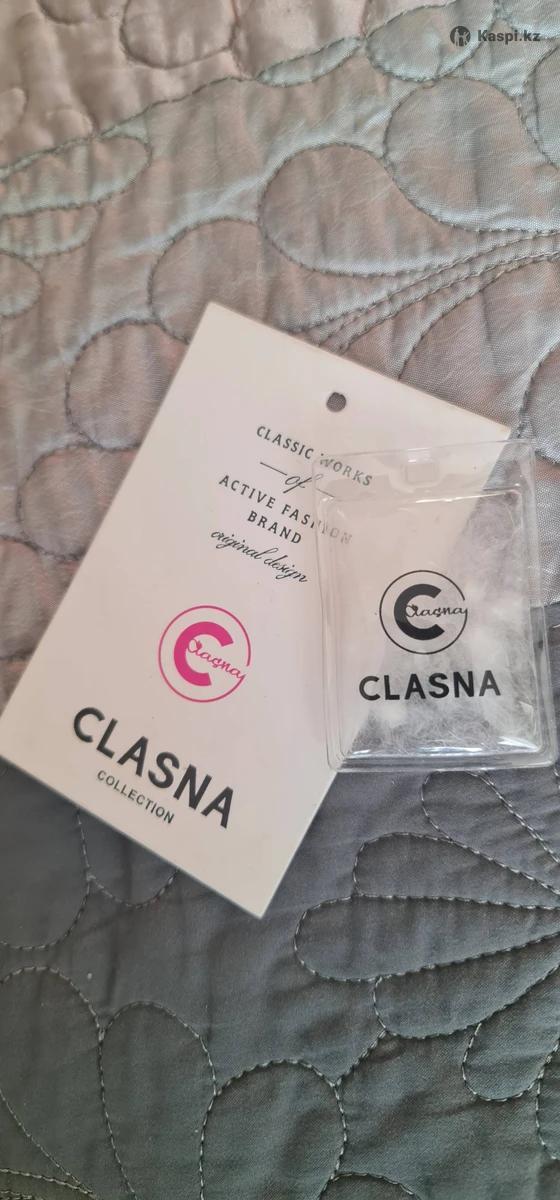 Kaspi.kz
CLASSIC WORKS
of
ACTIVE FASHION
BRAND
original design
Clasna
CLASNA
COLLECTION
Clasna
CLASNA